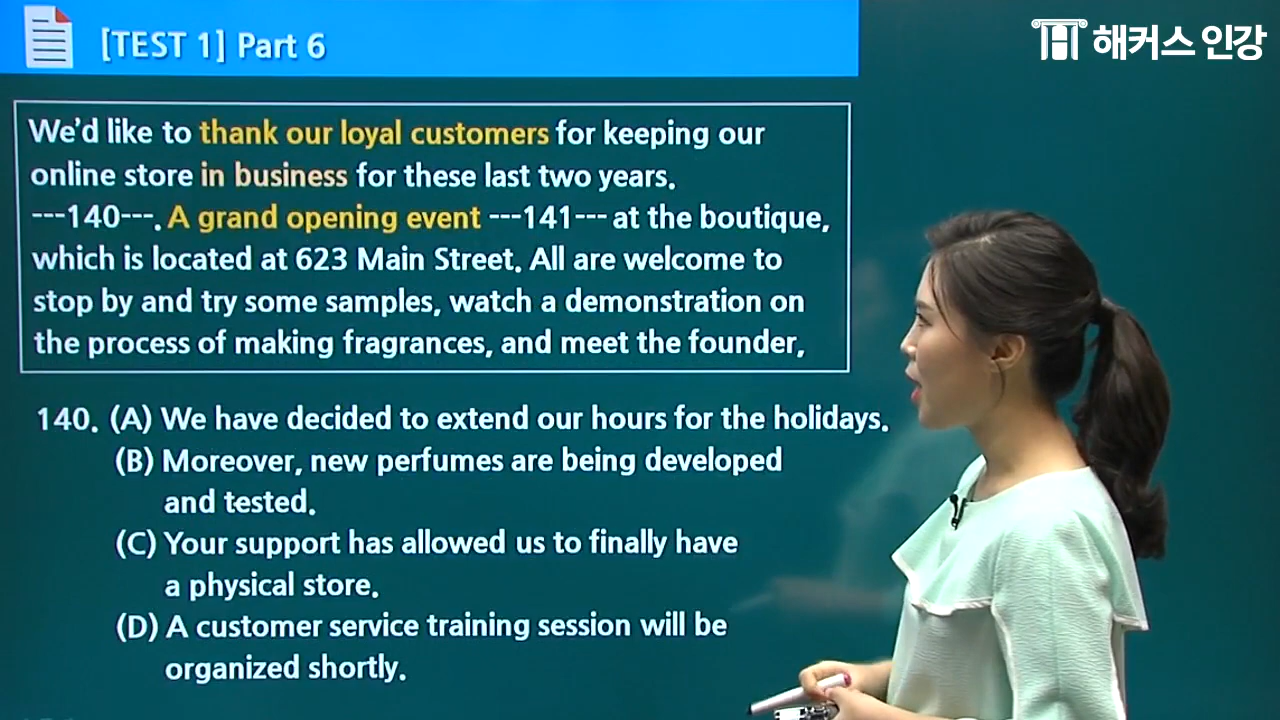 [TEST 1] Part 6
해커스 인강
We'd like to thank our loyal customers for keeping our
online store in business for these last two years.
---140---. A grand opening event ---141--- at the boutique,
which is located at 623 Main Street. All are welcome to
stop by and try some samples, watch a demonstration on
the process of making fragrances, and meet the founder,
140. (A) We have decided to extend our hours for the holidays.
(B) Moreover, new perfumes are being developed
and tested.
(C) Your support has allowed us to finally have
a physical store.
(D) A customer service training session will be
organized shortly.